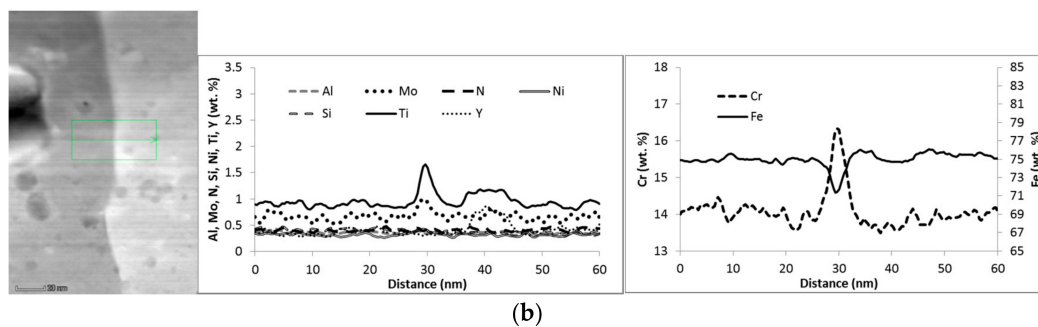 30 nm
Al, Mo, N, Si, Ni, Ti, Y (wt. %)
3.5
3
2.5
2
1.5
1
0.5
0
Al Mo N Ni
Si Ti Y
0 10 20 30 40 50 60
Distance (nm)
Cr (wt. %)
18
17
16
15
14
13
Cr
Fe
85
83
81
79
77
75
73
71
69
67
65
Fe (wt. %)
0 10 20 30 40 50 60
Distance (nm)
(b)